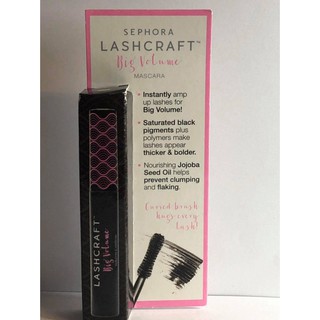 SEPHORA
LASHCRAFT™
Big Volume
MASCARA
• Instantly amp
up lashes for
Big Volume!
• Saturated black
pigments plus
polymers make
lashes appear
thicker & bolder.
• Nourishing Jojoba
Seed Oil helps
prevent clumping
and flaking.
Curved brush
hugs every
lash!
LASHCRAFT™
Big Volume